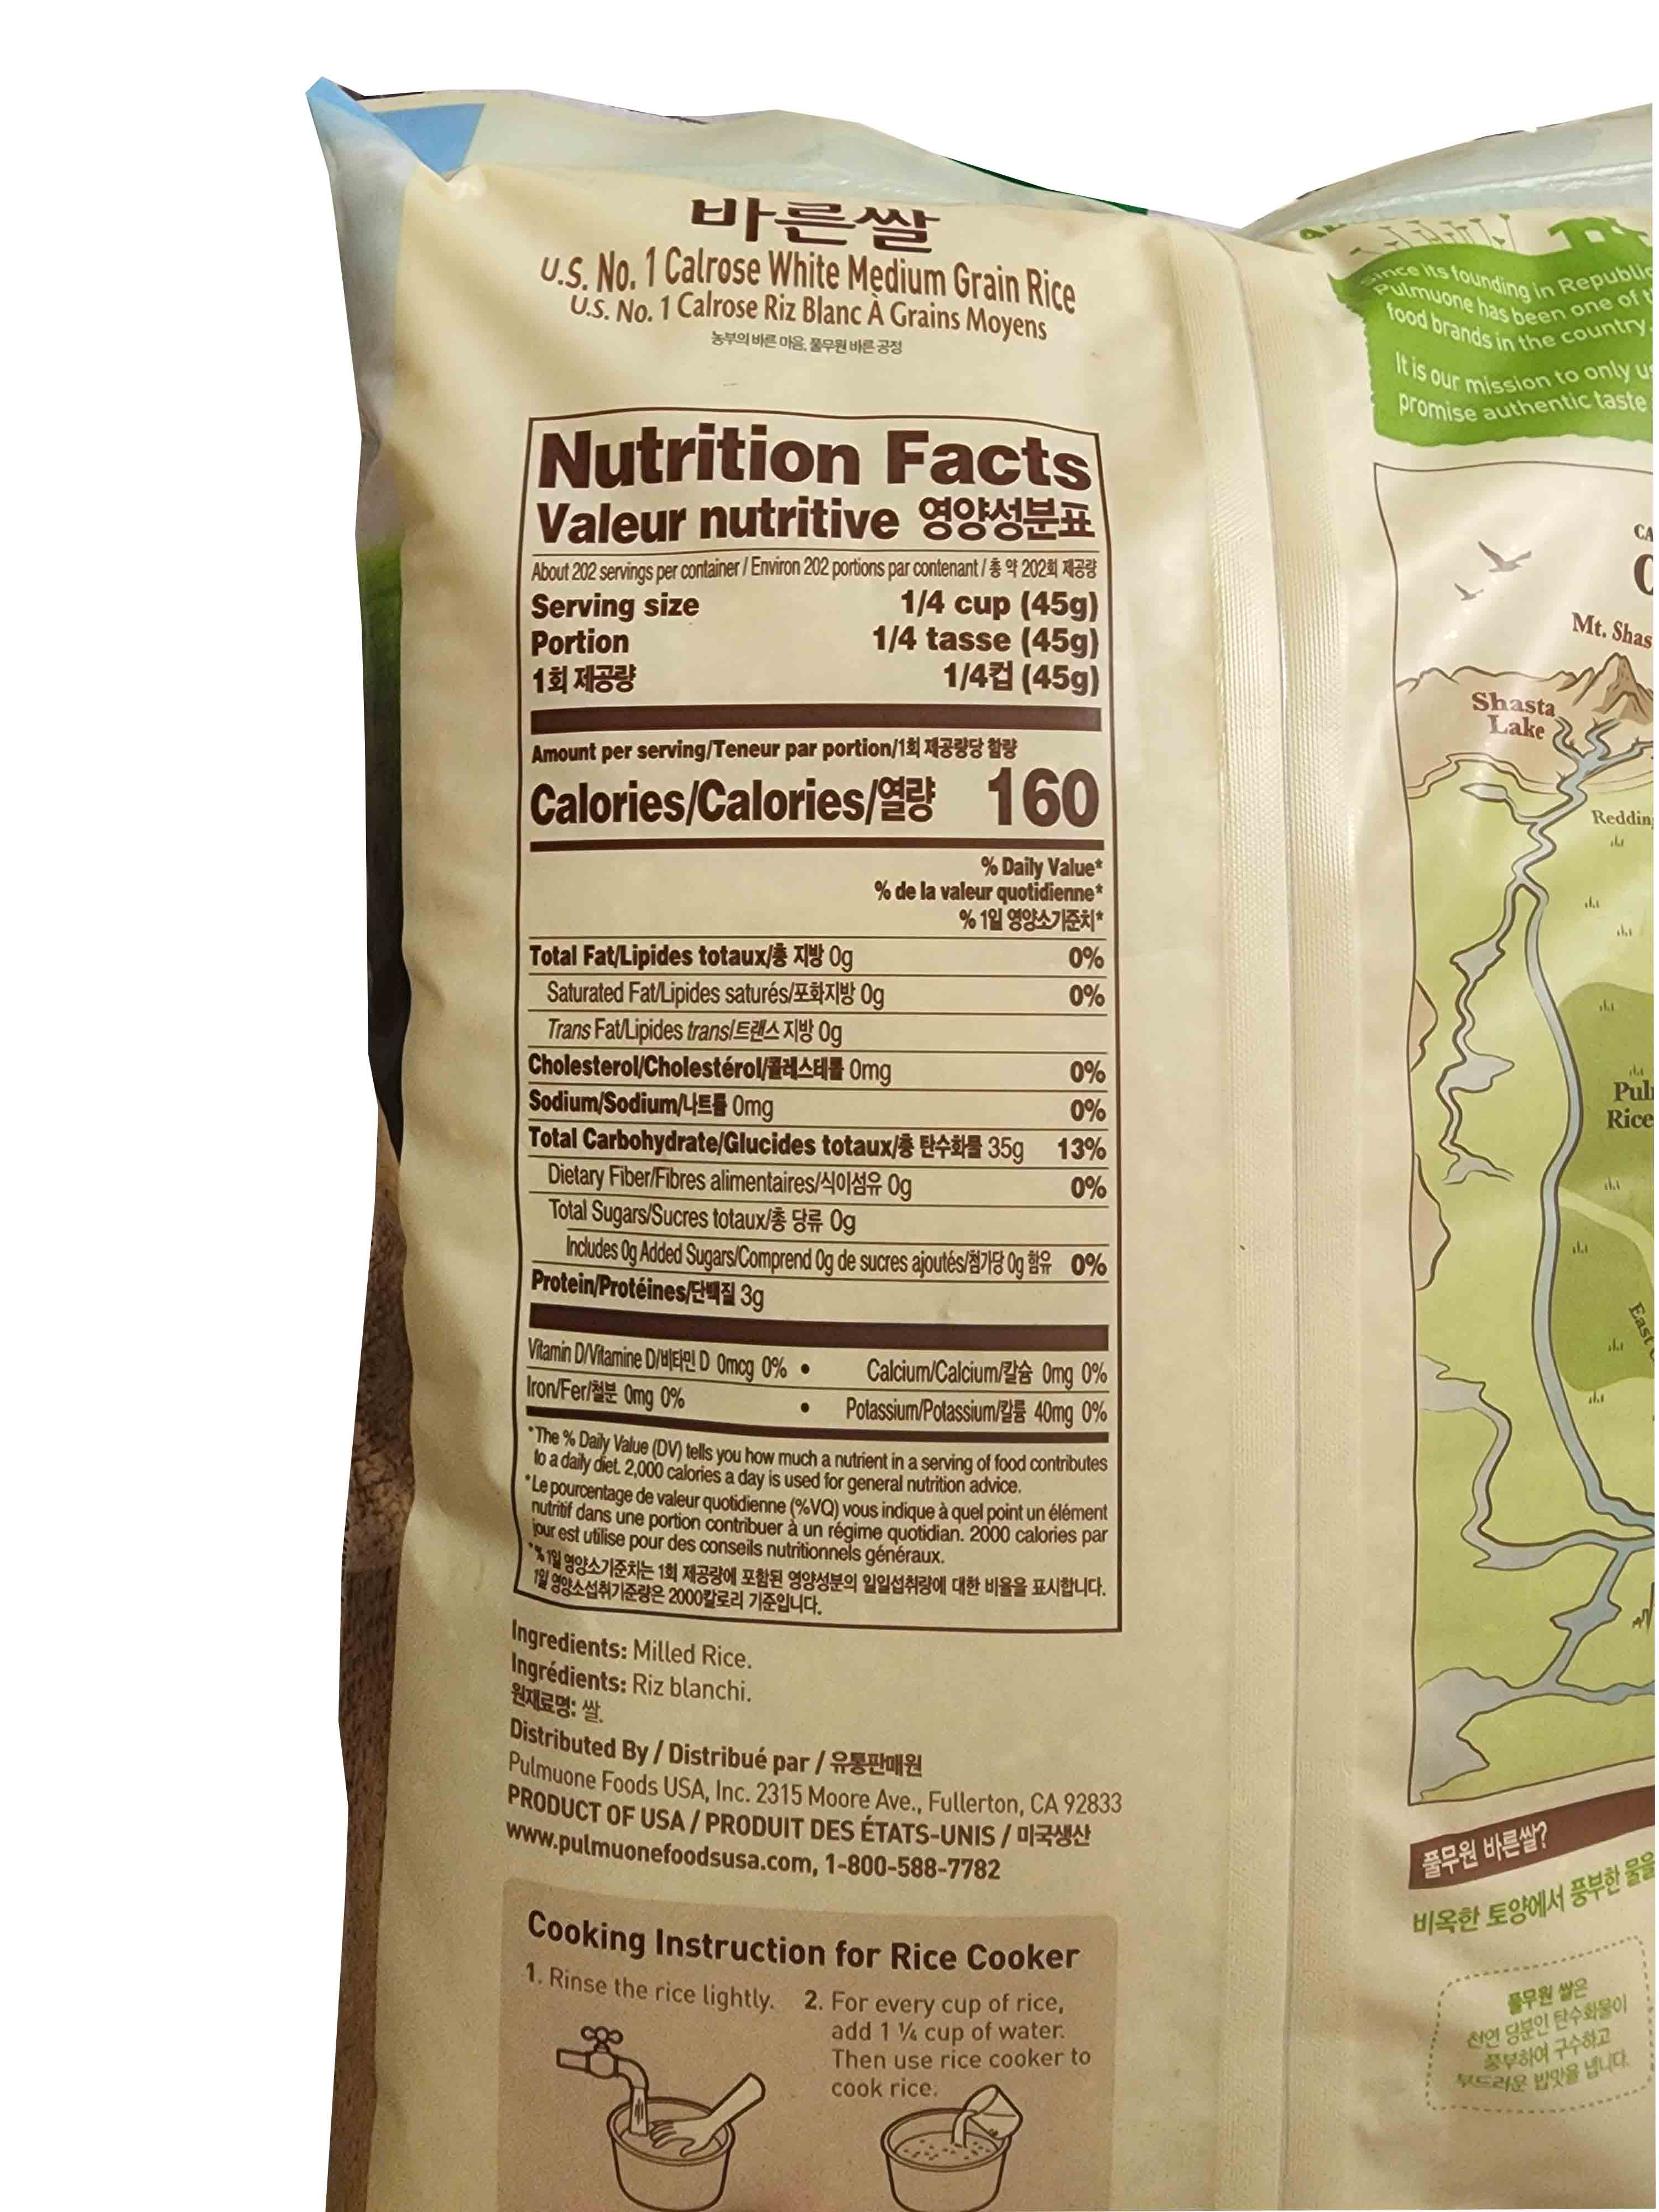 바른쌀
U.S. No. 1 Calrose White Medium Grain Rice
U.S. No. 1 Calrose Riz Blanc À Grains Moyens
농부의 바른 마음, 풀무원 바른 공정
Nutrition Facts
Valeur nutritive 영양성분표
About 202 servings per container / Environ 202 portions par contenant / 총 약 202회 제공량
Serving size 1/4 cup (45g)
Portion 1/4 tasse (45g)
1회 제공량 1/4컵 (45g)
Amount per serving/Teneur par portion/1회 제공량당 함량
Calories/Calories/열량 160
% Daily Value*
% de la valeur quotidienne*
% 1일 영양소기준치*
Total Fat/Lipides totaux/총 지방 0g 0%
Saturated Fat/Lipides saturés/포화지방 0g 0%
Trans Fat/Lipides trans/트랜스 지방 0g
Cholesterol/Cholestérol/콜레스테롤 0mg 0%
Sodium/Sodium/나트륨 0mg 0%
Total Carbohydrate/Glucides totaux/총 탄수화물 35g 13%
Dietary Fiber/Fibres alimentaires/식이섬유 0g 0%
Total Sugars/Sucres totaux/총 당류 0g
Includes 0g Added Sugars/Comprend 0g de sucres ajoutés/첨가당 0g 함유 0%
Protein/Protéines/단백질 3g
Vitamin D/Vitamine D/비타민 D 0mcg 0% • Calcium/Calcium/칼슘 0mg 0%
Iron/Fer/철분 0mg 0% • Potassium/Potassium/칼륨 40mg 0%
*The % Daily Value (DV) tells you how much a nutrient in a serving of food contributes
to a daily diet. 2,000 calories a day is used for general nutrition advice.
*Le pourcentage de valeur quotidienne (%VQ) vous indique à quel point un élément
nutritif dans une portion contribuer à un régime quotidian. 2000 calories par
jour est utilise pour des conseils nutritionnels généraux.
*% 1일 영양소기준치는 1회 제공량에 포함된 영양성분의 일일섭취량에 대한 비율을 표시합니다.
1일 영양소섭취기준량은 2000칼로리 기준입니다.
Ingredients: Milled Rice.
Ingrédients: Riz blanchi.
원재료명: 쌀.
Distributed By / Distribué par / 유통판매원
Pulmuone Foods USA, Inc. 2315 Moore Ave., Fullerton, CA 92833
PRODUCT OF USA / PRODUIT DES ÉTATS-UNIS / 미국생산
www.pulmuonefoodsusa.com, 1-800-588-7782
Cooking Instruction for Rice Cooker
1. Rinse the rice lightly.
2. For every cup of rice,
add 1 ¼ cup of water.
Then use rice cooker to
cook rice.
Since its founding in Republic
Pulmuone has been one of
food brands in the country.
It is our mission to only
promise authentic taste
Mt. Shas
Shasta
Lake
Redding
Pul
Rice
East
풀무원 바른쌀?
비옥한 토양에서 풍부한 물을
풀무원 쌀은
천연 당분인 탄수화물이
풍부하여 구수하고
부드러운 밥맛을 냅니다.